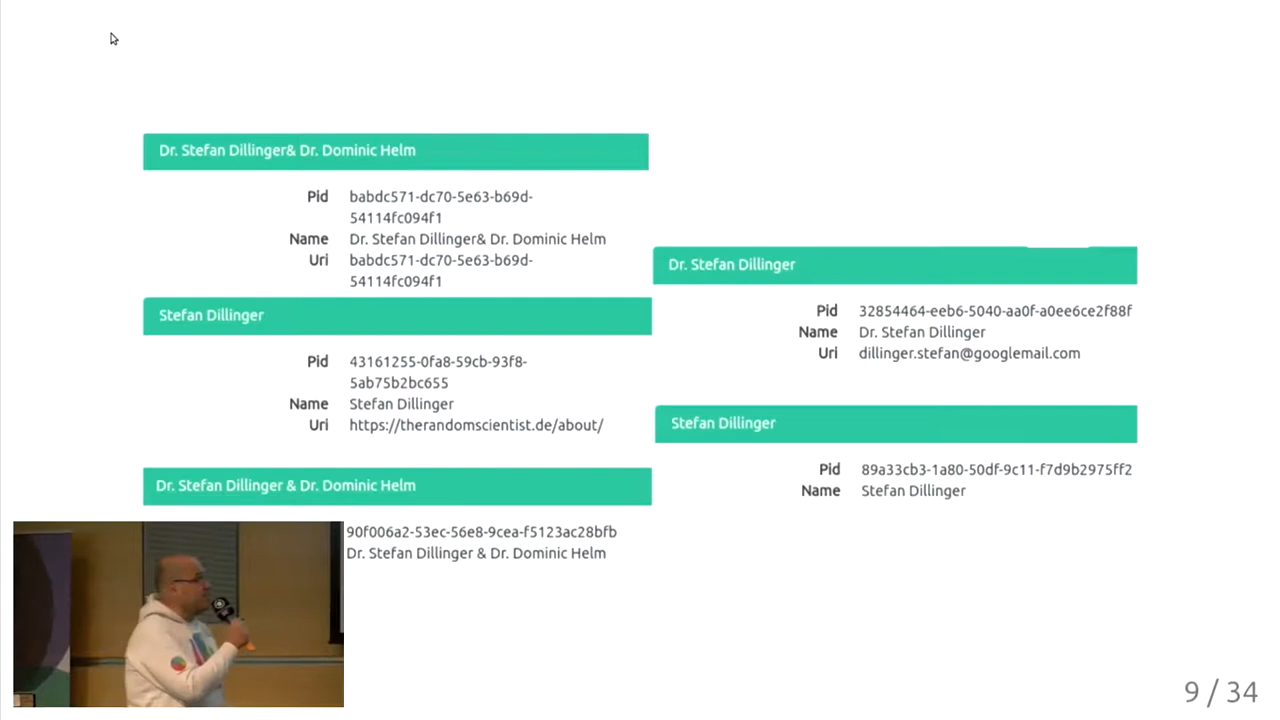 Dr. Stefan Dillinger& Dr. Dominic Helm
Pid babdc571-dc70-5e63-b69d-
54114fc094f1
Name Dr. Stefan Dillinger& Dr. Dominic Helm
Uri babdc571-dc70-5e63-b69d-
54114fc094f1
Stefan Dillinger
Pid 43161255-0fa8-59cb-93f8-
5ab75b2bc655
Name Stefan Dillinger
Uri https://therandomscientist.de/about/
Dr. Stefan Dillinger & Dr. Dominic Helm
90f006a2-53ec-56e8-9cea-f5123ac28bfb
Dr. Stefan Dillinger & Dr. Dominic Helm
Dr. Stefan Dillinger
Pid 32854464-eeb6-5040-aa0f-a0ee6ce2f88f
Name Dr. Stefan Dillinger
Uri dillinger.stefan@googlemail.com
Stefan Dillinger
Pid 89a33cb3-1a80-50df-9c11-f7d9b2975ff2
Name Stefan Dillinger
9 / 34